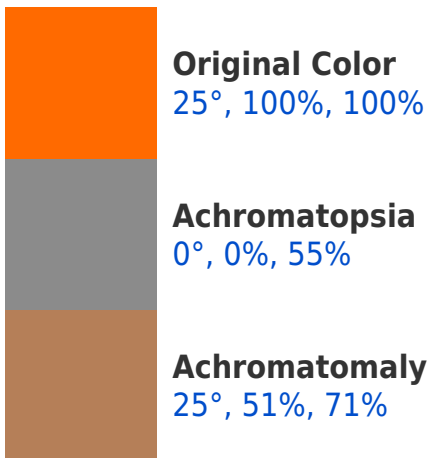 Original Color
25°, 100%, 100%
Achromatopsia
0°, 0%, 55%
Achromatomaly
25°, 51%, 71%